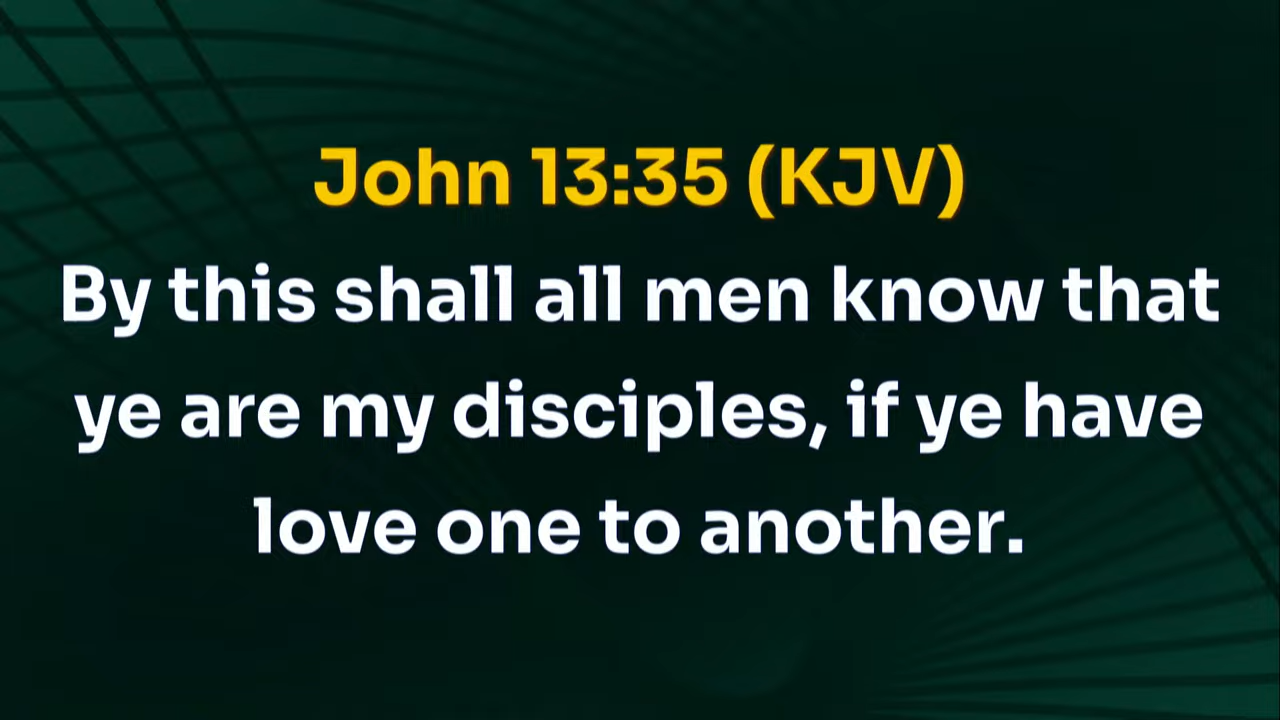 John 13:35 (KJV)
By this shall all men know that
ye are my disciples, if ye have
love one to another.